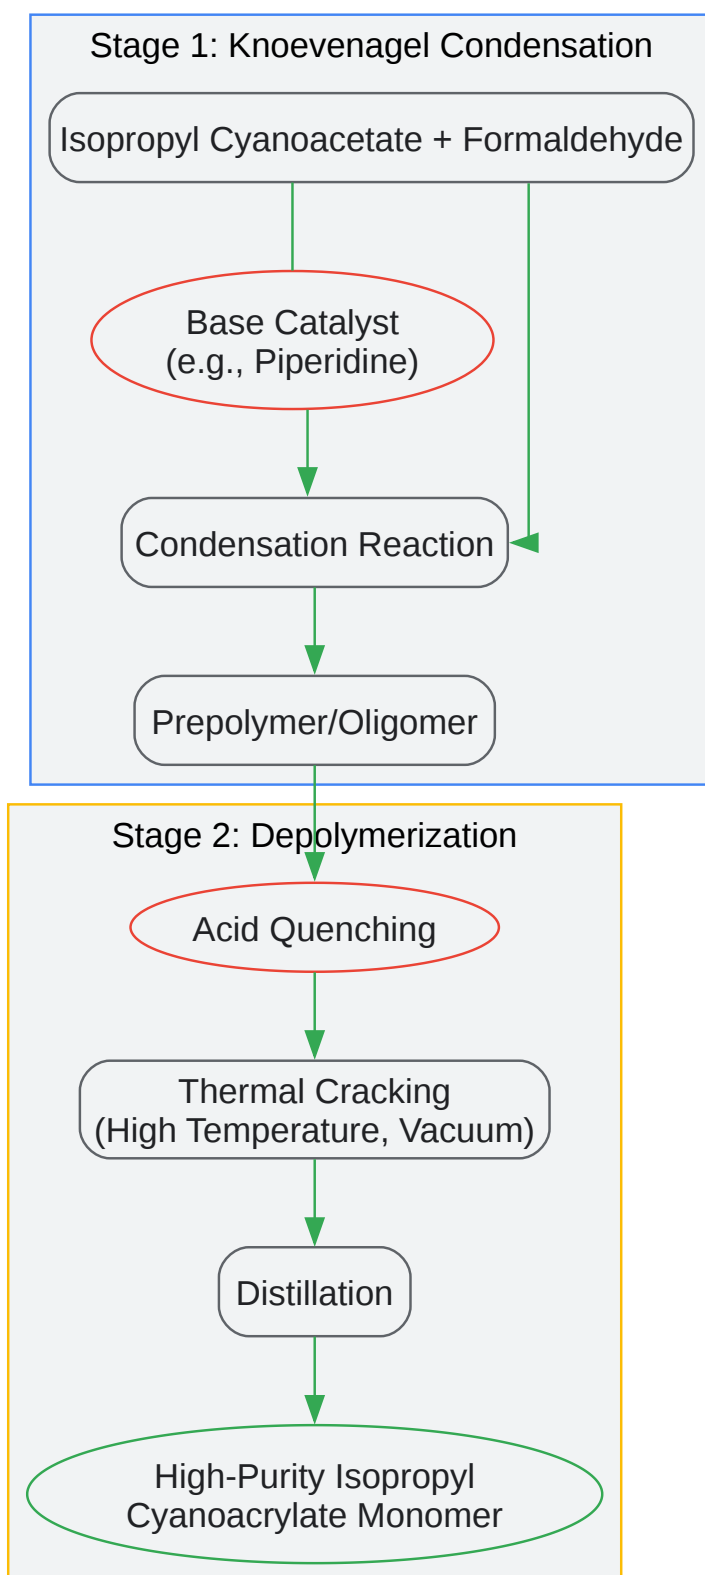 Stage 1: Knoevenagel Condensation
Isopropyl Cyanoacetate + Formaldehyde
Base Catalyst
(e.g., Piperidine)
Condensation Reaction
Prepolymer/Oligomer
Stage 2: Depolymerization
Acid Quenching
Thermal Cracking
(High Temperature, Vacuum)
Distillation
High-Purity Isopropyl
Cyanoacrylate Monomer